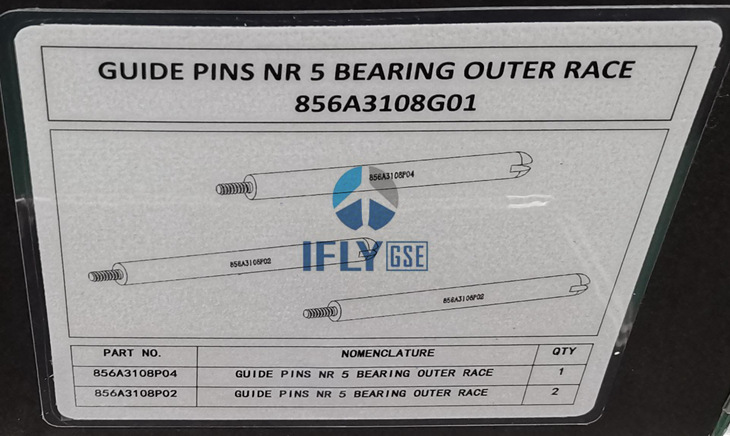 GUIDE PINS NR 5 BEARING OUTER RACE
856A3108G01
856A3108P04
856A3108P02
IFLY GSE
856A3108P02
PART NO. NOMENCLATURE QTY
856A3108P04 GUIDE PINS NR 5 BEARING OUTER RACE 1
856A3108P02 GUIDE PINS NR 5 BEARING OUTER RACE 2